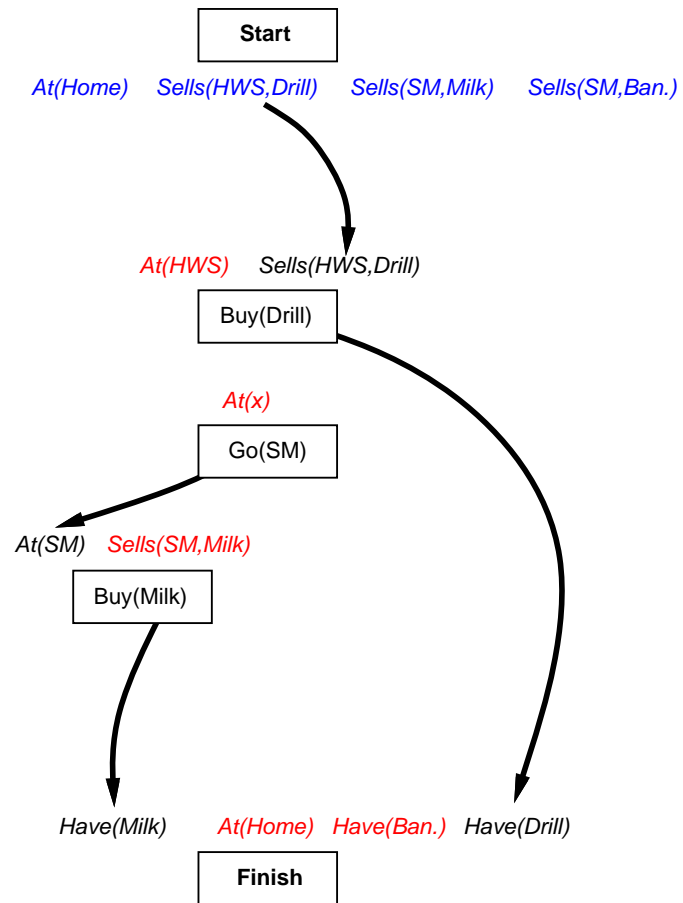 Start
At(Home) Sells(HWS,Drill) Sells(SM,Milk) Sells(SM,Ban.)
At(HWS) Sells(HWS,Drill)
Buy(Drill)
At(x)
Go(SM)
At(SM) Sells(SM,Milk)
Buy(Milk)
Have(Milk) At(Home) Have(Ban.) Have(Drill)
Finish